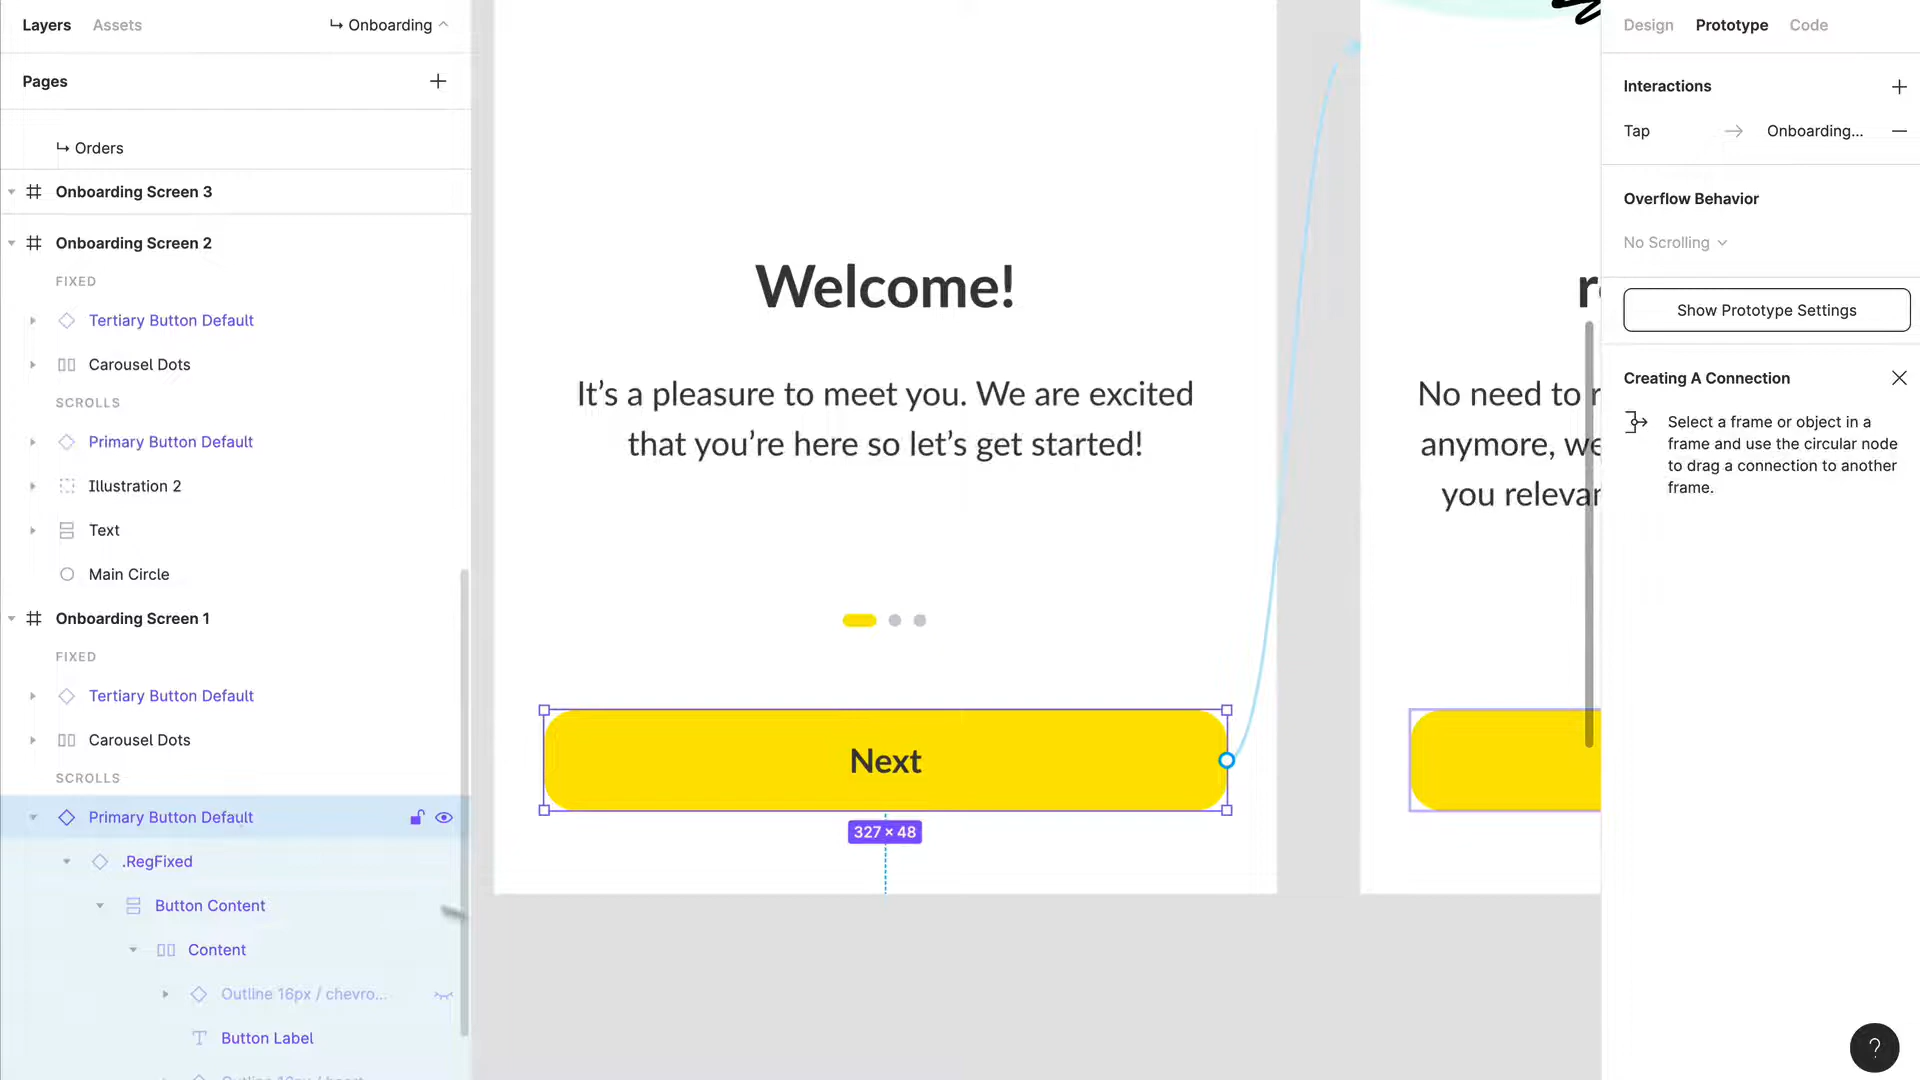 Layers
Assets
↳ Onboarding
Pages
↳ Orders
Onboarding Screen 3
Onboarding Screen 2
FIXED
Tertiary Button Default
Carousel Dots
SCROLLS
Primary Button Default
Illustration 2
Text
Main Circle
Onboarding Screen 1
FIXED
Tertiary Button Default
Carousel Dots
SCROLLS
Primary Button Default
.RegFixed
Button Content
Content
Outline 16px / chevro...
Button Label
Welcome!
It’s a pleasure to meet you. We are excited
that you’re here so let’s get started!
Next
327 × 48
No need to
anymore,
Design
Prototype
Code
Interactions
Tap
Onboarding...
Overflow Behavior
No Scrolling
Show Prototype Settings
Creating A Connection
Select a frame or object in a
frame and use the circular node
to drag a connection to another
frame.
?